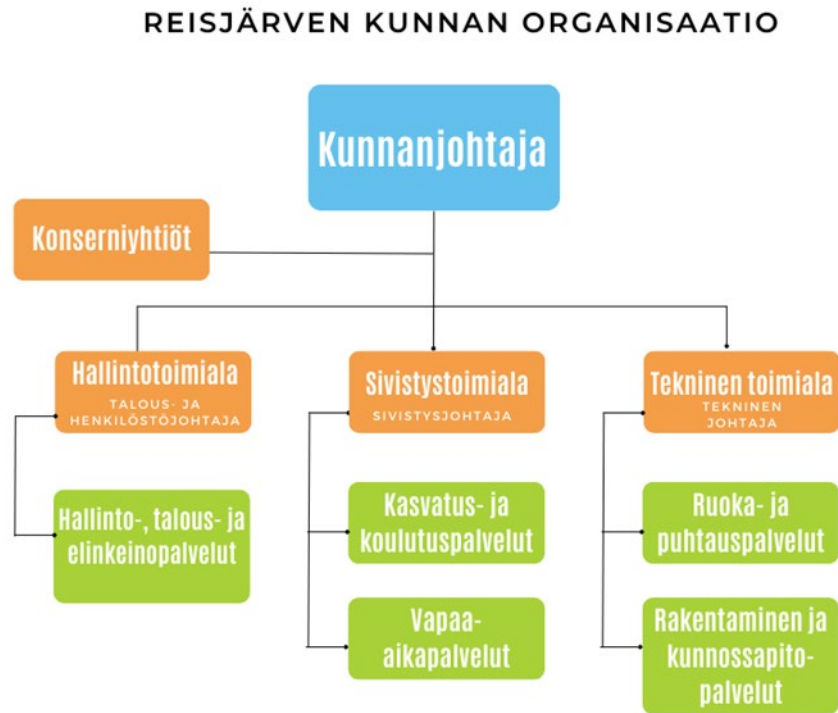 REISJÄRVEN KUNNAN ORGANISAATIO
Kunnanjohtaja
Konserniyhtiöt
Hallintotoimiala
TALOUS- JA
HENKILÖSTÖJOHTAJA
Sivistystoimiala
SIVISTYSJOHTAJA
Tekninen toimiala
TEKNINEN
JOHTAJA
Hallinto-, talous- ja
elinkeinopalvelut
Kasvatus- ja
koulutuspalvelut
Ruoka- ja
puhtauspalvelut
Vapaa-
aikapalvelut
Rakentaminen ja
kunnossapito-
palvelut